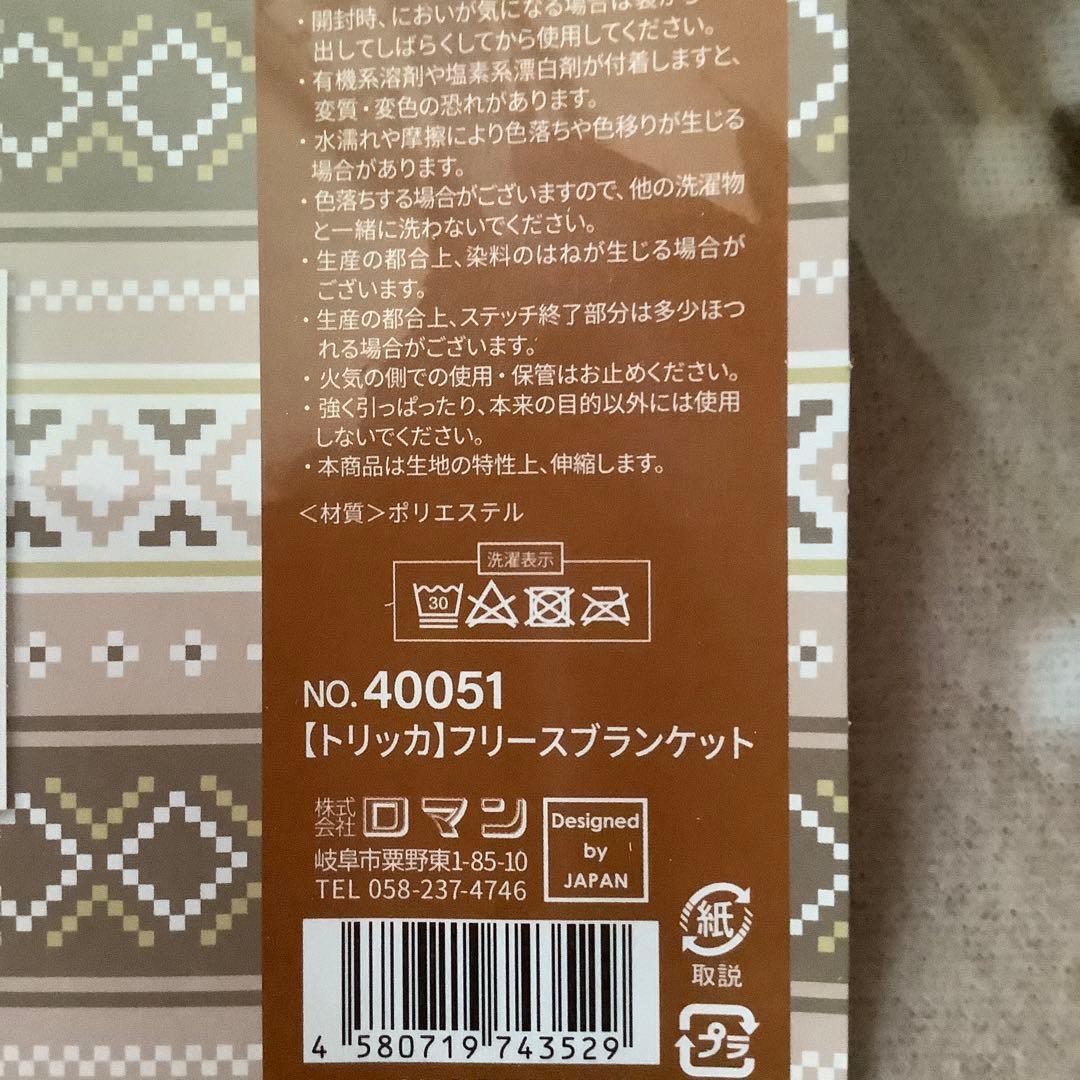 ・開封時、においが気になる場合は袋から
出してしばらくしてから使用してください。
・有機系溶剤や塩素系漂白剤が付着しますと、
変質・変色の恐れがあります。
・水濡れや摩擦により色落ちや色移りが生じる
場合があります。
・色落ちする場合がございますので、他の洗濯物
と一緒に洗わないでください。
・生産の都合上、染料のはねが生じる場合が
ございます。
・生産の都合上、ステッチ終了部分は多少ほつ
れる場合がございます。
・火気の側での使用・保管はお止めください。
・強く引っぱったり、本来の目的以外には使用
しないでください。
・本商品は生地の特性上、伸縮します。
＜材質＞ポリエステル
洗濯表示
30
NO. 40051
【トリッカ】フリースブランケット
株式会社 ロマン
岐阜市粟野東1-85-10
TEL 058-237-4746
Designed
by
JAPAN
紙
取説
プラ
4 580719 743529